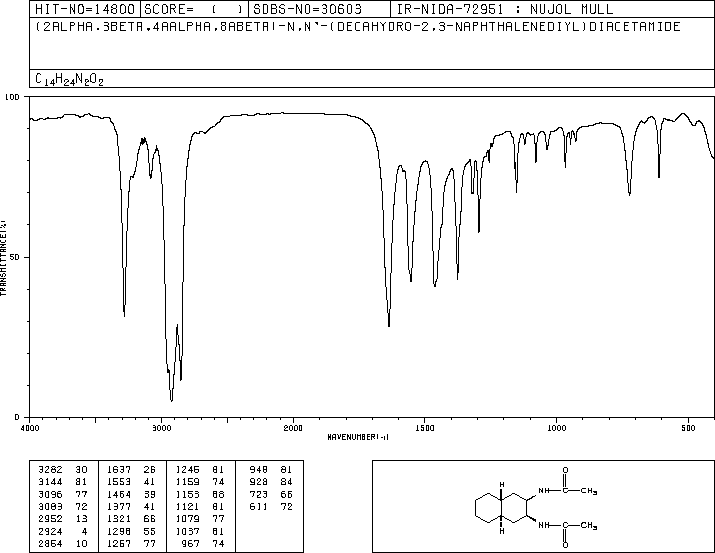 HIT-NO=14800 SCORE= ( ) SDBS-NO=30603 IR-NIDA-72951 : NUJOL MULL
(2ALPHA,3BETA,4AALPHA,8ABETA)-N,N'-(DECAHYDRO-2,3-NAPHTHALENEDIYL)DIACETAMIDE
C14H24N2O2
100
50
0
TRANSMITTANCE(%)
4000 3000 2000 1500 1000 500
WAVENUMBER(-1)
3282 30 1637 26 1246 81 948 81
3144 81 1553 41 1159 74 928 84
3096 77 1464 39 1153 68 723 66
3083 72 1377 41 1121 81 611 72
2952 13 1321 66 1079 77
2924 4 1298 55 1037 81
2854 10 1267 77 967 74
H NH O CH3
H NH O CH3